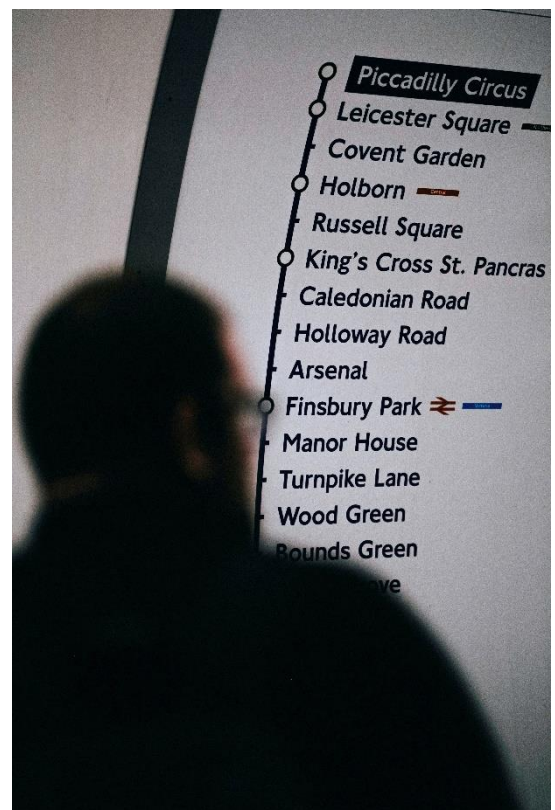 Piccadilly Circus
Leicester Square
Covent Garden
Holborn
Russell Square
King's Cross St. Pancras
Caledonian Road
Holloway Road
Arsenal
Finsbury Park
Manor House
Turnpike Lane
Wood Green
Bounds Green